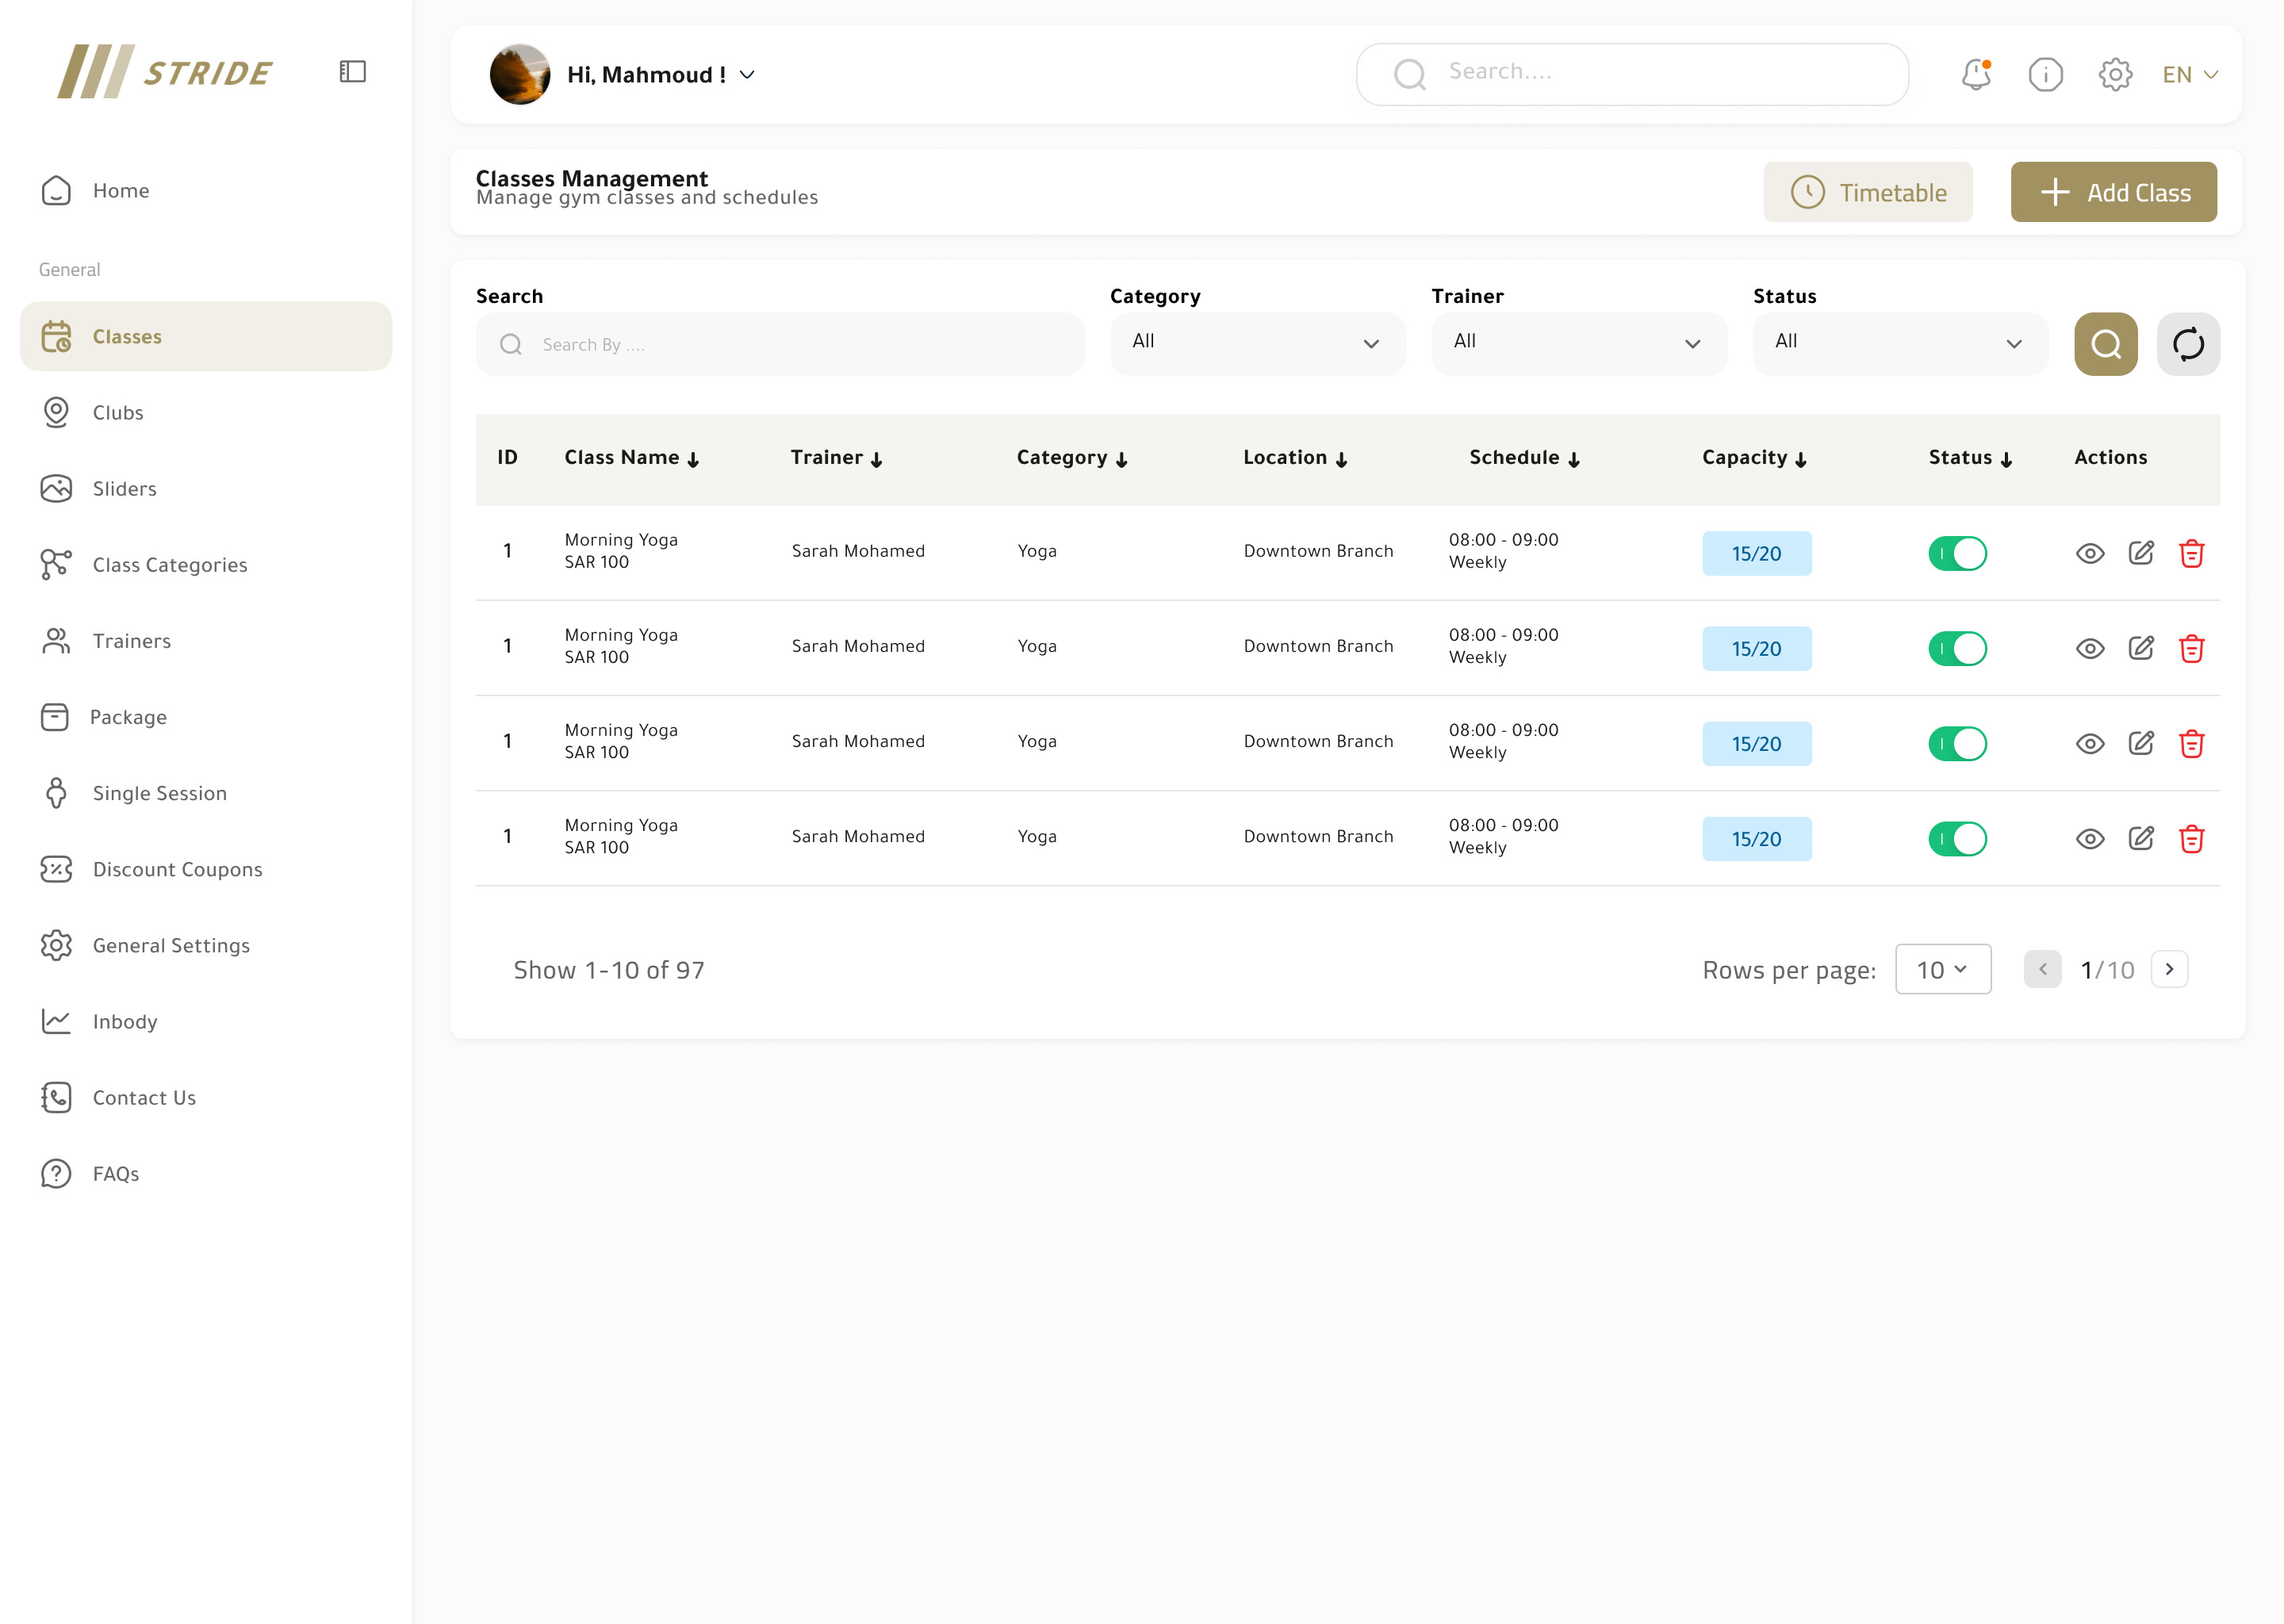 STRIDE
Home
General
Classes
Clubs
Sliders
Class Categories
Trainers
Package
Single Session
Discount Coupons
General Settings
Inbody
Contact Us
FAQs
Hi, Mahmoud !
Search....
EN
Classes Management
Manage gym classes and schedules
Timetable
Add Class
Search
Category
Trainer
Status
Search By ....
All
All
All
ID Class Name Trainer Category Location Schedule Capacity Status Actions
1 Morning Yoga Sarah Mohamed Yoga Downtown Branch 08:00 - 09:00 15/20
SAR 100 Weekly
1 Morning Yoga Sarah Mohamed Yoga Downtown Branch 08:00 - 09:00 15/20
SAR 100 Weekly
1 Morning Yoga Sarah Mohamed Yoga Downtown Branch 08:00 - 09:00 15/20
SAR 100 Weekly
1 Morning Yoga Sarah Mohamed Yoga Downtown Branch 08:00 - 09:00 15/20
SAR 100 Weekly
Show 1-10 of 97
Rows per page: 10
1/10